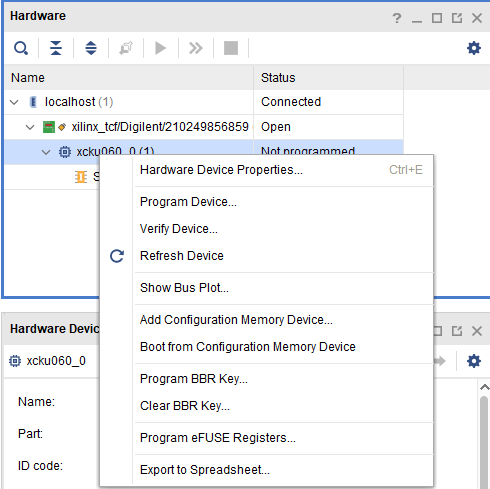 Hardware
? _
Name Status
localhost (1) Connected
xilinx_tcf/Digilent/210249856859 Open
xcku060_0 (1) Not programmed
S
Hardware Device Properties... Ctrl+E
Program Device...
Verify Device...
Refresh Device
Show Bus Plot...
Add Configuration Memory Device...
Boot from Configuration Memory Device
Program BBR Key...
Clear BBR Key...
Program eFUSE Registers...
Export to Spreadsheet...
Hardware Devic
xcku060_0
Name:
Part:
ID code: